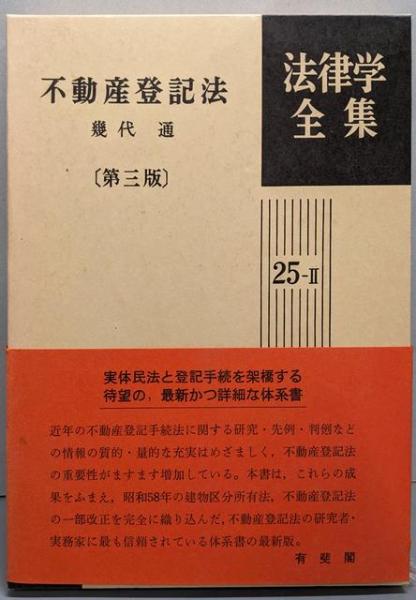 不動産登記法
幾代 通
〔第三版〕
法律学
全集
25-II
実体民法と登記手続を架橋する
待望の，最新かつ詳細な体系書
近年の不動産登記手続法に関する研究・先例・判例など
の情報の質的・量的な充実はめざましく，不動産登記法
の重要性がますます増加している。本書は，これらの成
果をふまえ，昭和58年の建物区分所有法，不動産登記法
の一部改正を完全に織り込んだ，不動産登記法の研究者・
実務家に最も信頼されている体系書の最新版。
有斐閣